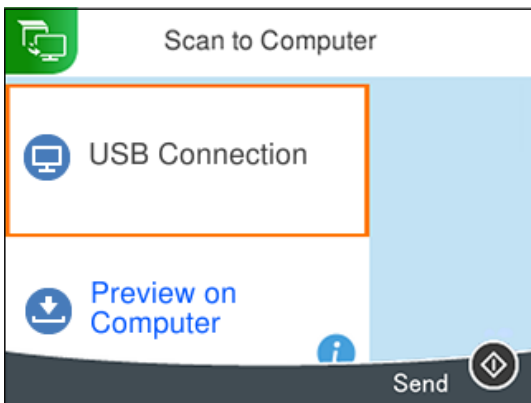 Scan to Computer
USB Connection
Preview on
Computer
i
Send